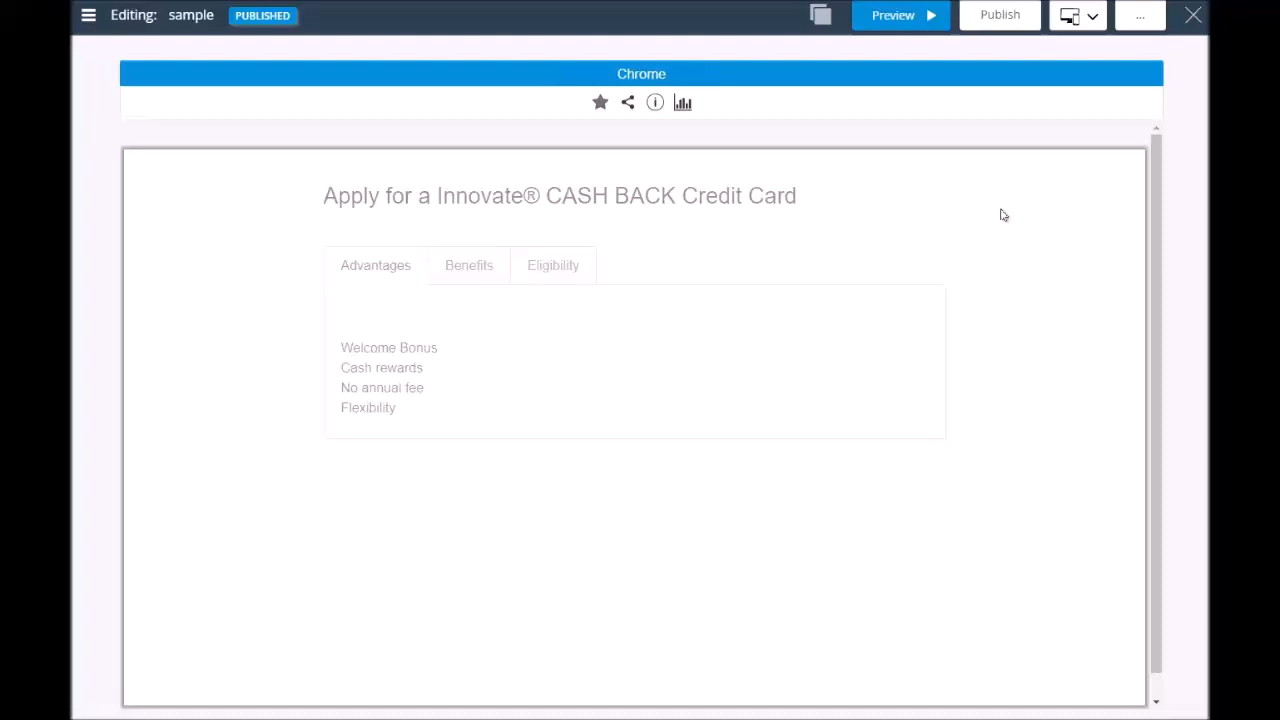 Editing: sample PUBLISHED Preview Publish ...
Chrome
Apply for a Innovate® CASH BACK Credit Card
Advantages Benefits Eligibility
Welcome Bonus
Cash rewards
No annual fee
Flexibility